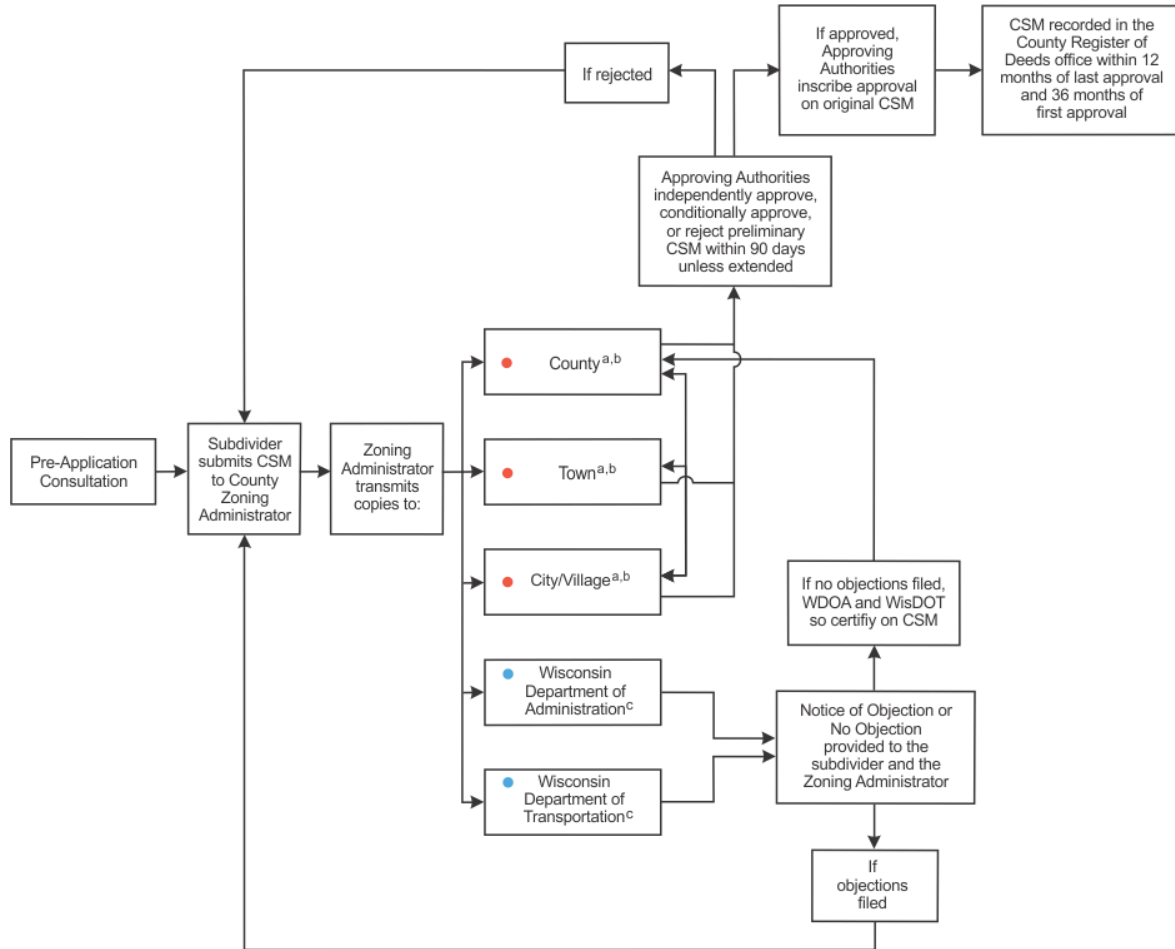 If rejected
If approved,
Approving
Authorities
inscribe approval
on original CSM
CSM recorded in the
County Register of
Deeds office within 12
months of last approval
and 36 months of
first approval
Approving Authorities
independently approve,
conditionally approve,
or reject preliminary
CSM within 90 days
unless extended
Pre-Application
Consultation
Subdivider
submits CSM
to County
Zoning
Administrator
Zoning
Administrator
transmits
copies to:
County a,b
Town a,b
City/Village a,b
Wisconsin
Department of
Administration c
Wisconsin
Department of
Transportation c
If no objections filed,
WDOA and WisDOT
so certifiy on CSM
Notice of Objection or
No Objection
provided to the
subdivider and the
Zoning Administrator
If
objections
filed